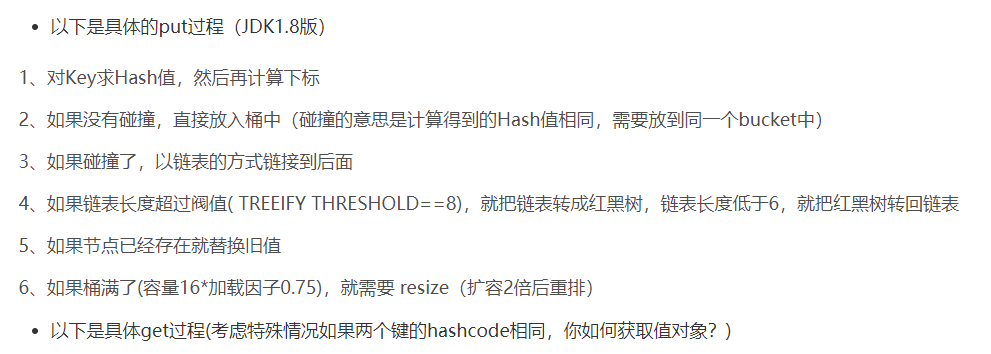 • 以下是具体的put过程（JDK1.8版）
1、对Key求Hash值，然后再计算下标
2、如果没有碰撞，直接放入桶中（碰撞的意思是计算得到的Hash值相同，需要放到同一个bucket中）
3、如果碰撞了，以链表的方式链接到后面
4、如果链表长度超过阀值( TREEIFY THRESHOLD==8)，就把链表转成红黑树，链表长度低于6，就把红黑树转回链表
5、如果节点已经存在就替换旧值
6、如果桶满了(容量16*加载因子0.75)，就需要 resize（扩容2倍后重排）
• 以下是具体get过程(考虑特殊情况如果两个键的hashcode相同，你如何获取值对象？)